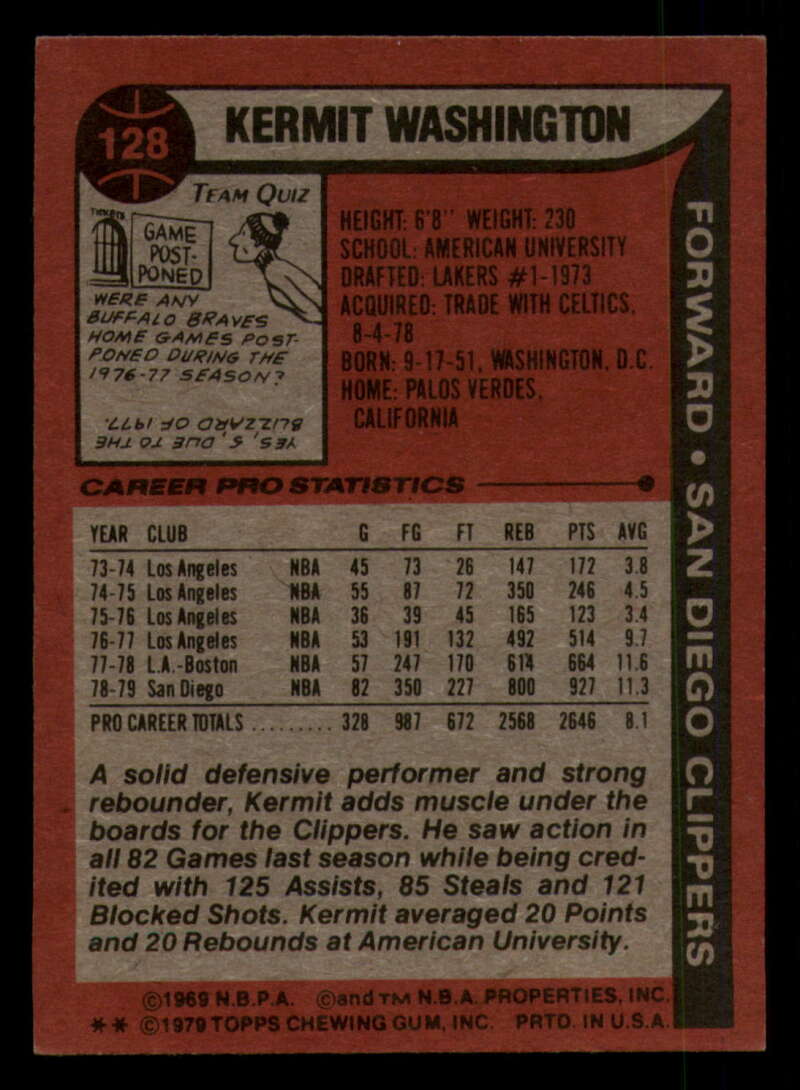 128
KERMIT WASHINGTON
TEAM QUIZ
TICKETS
GAME
POST-
PONED
WERE ANY
BUFFALO BRAVES
HOME GAMES POST-
PONED DURING THE
1976-77 SEASON?
YES, 5, DUE TO THE
BLIZZARD OF 1977.
HEIGHT: 6'8" WEIGHT: 230
SCHOOL: AMERICAN UNIVERSITY
DRAFTED: LAKERS #1-1973
ACQUIRED: TRADE WITH CELTICS,
8-4-78
BORN: 9-17-51, WASHINGTON, D.C.
HOME: PALOS VERDES,
CALIFORNIA
FORWARD • SAN DIEGO CLIPPERS
CAREER PRO STATISTICS
YEAR CLUB G FG FT REB PTS AVG
73-74 Los Angeles NBA 45 73 26 147 172 3.8
74-75 Los Angeles NBA 55 87 72 350 246 4.5
75-76 Los Angeles NBA 36 39 45 165 123 3.4
76-77 Los Angeles NBA 53 191 132 492 514 9.7
77-78 L.A.-Boston NBA 57 247 170 614 664 11.6
78-79 San Diego NBA 82 350 227 800 927 11.3
PRO CAREER TOTALS .......... 328 987 672 2568 2646 8.1
A solid defensive performer and strong
rebounder, Kermit adds muscle under the
boards for the Clippers. He saw action in
all 82 Games last season while being cred-
ited with 125 Assists, 85 Steals and 121
Blocked Shots. Kermit averaged 20 Points
and 20 Rebounds at American University.
©1969 N.B.P.A. ©and TM N.B.A. PROPERTIES, INC.
** ©1979 TOPPS CHEWING GUM, INC. PRTD. IN U.S.A.